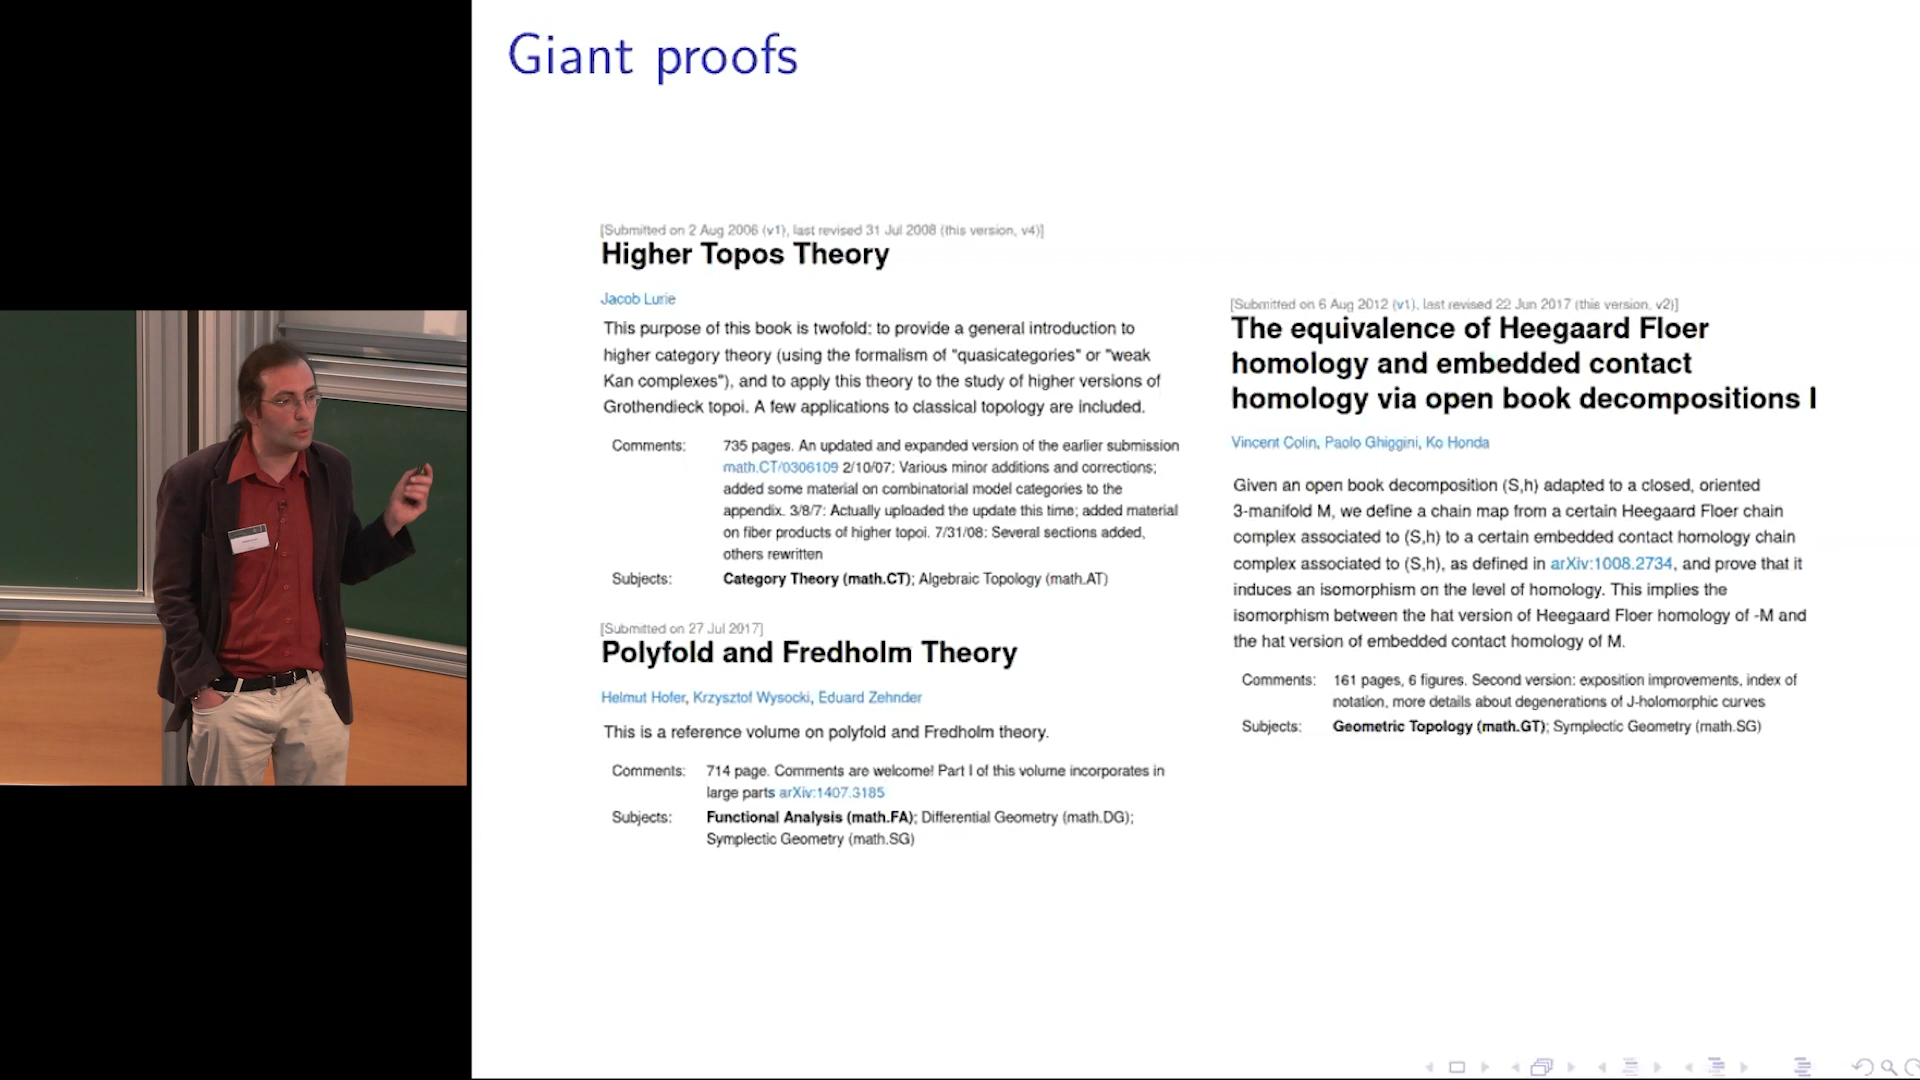 Giant proofs
[Submitted on 2 Aug 2006 (v1), last revised 31 Jul 2008 (this version, v4)]
Higher Topos Theory
Jacob Lurie
This purpose of this book is twofold: to provide a general introduction to
higher category theory (using the formalism of "quasicategories" or "weak
Kan complexes"), and to apply this theory to the study of higher versions of
Grothendieck topoi. A few applications to classical topology are included.
Comments: 735 pages. An updated and expanded version of the earlier submission
math.CT/0306109 2/10/07: Various minor additions and corrections;
added some material on combinatorial model categories to the
appendix. 3/8/7: Actually uploaded the update this time; added material
on fiber products of higher topoi. 7/31/08: Several sections added,
others rewritten
Subjects: Category Theory (math.CT); Algebraic Topology (math.AT)
[Submitted on 27 Jul 2017]
Polyfold and Fredholm Theory
Helmut Hofer, Krzysztof Wysocki, Eduard Zehnder
This is a reference volume on polyfold and Fredholm theory.
Comments: 714 page. Comments are welcome! Part I of this volume incorporates in
large parts arXiv:1407.3185
Subjects: Functional Analysis (math.FA); Differential Geometry (math.DG);
Symplectic Geometry (math.SG)
[Submitted on 6 Aug 2012 (v1), last revised 22 Jun 2017 (this version, v2)]
The equivalence of Heegaard Floer
homology and embedded contact
homology via open book decompositions I
Vincent Colin, Paolo Ghiggini, Ko Honda
Given an open book decomposition (S,h) adapted to a closed, oriented
3-manifold M, we define a chain map from a certain Heegaard Floer chain
complex associated to (S,h) to a certain embedded contact homology chain
complex associated to (S,h), as defined in arXiv:1008.2734, and prove that it
induces an isomorphism on the level of homology. This implies the
isomorphism between the hat version of Heegaard Floer homology of -M and
the hat version of embedded contact homology of M.
Comments: 161 pages, 6 figures. Second version: exposition improvements, index of
notation, more details about degenerations of J-holomorphic curves
Subjects: Geometric Topology (math.GT); Symplectic Geometry (math.SG)